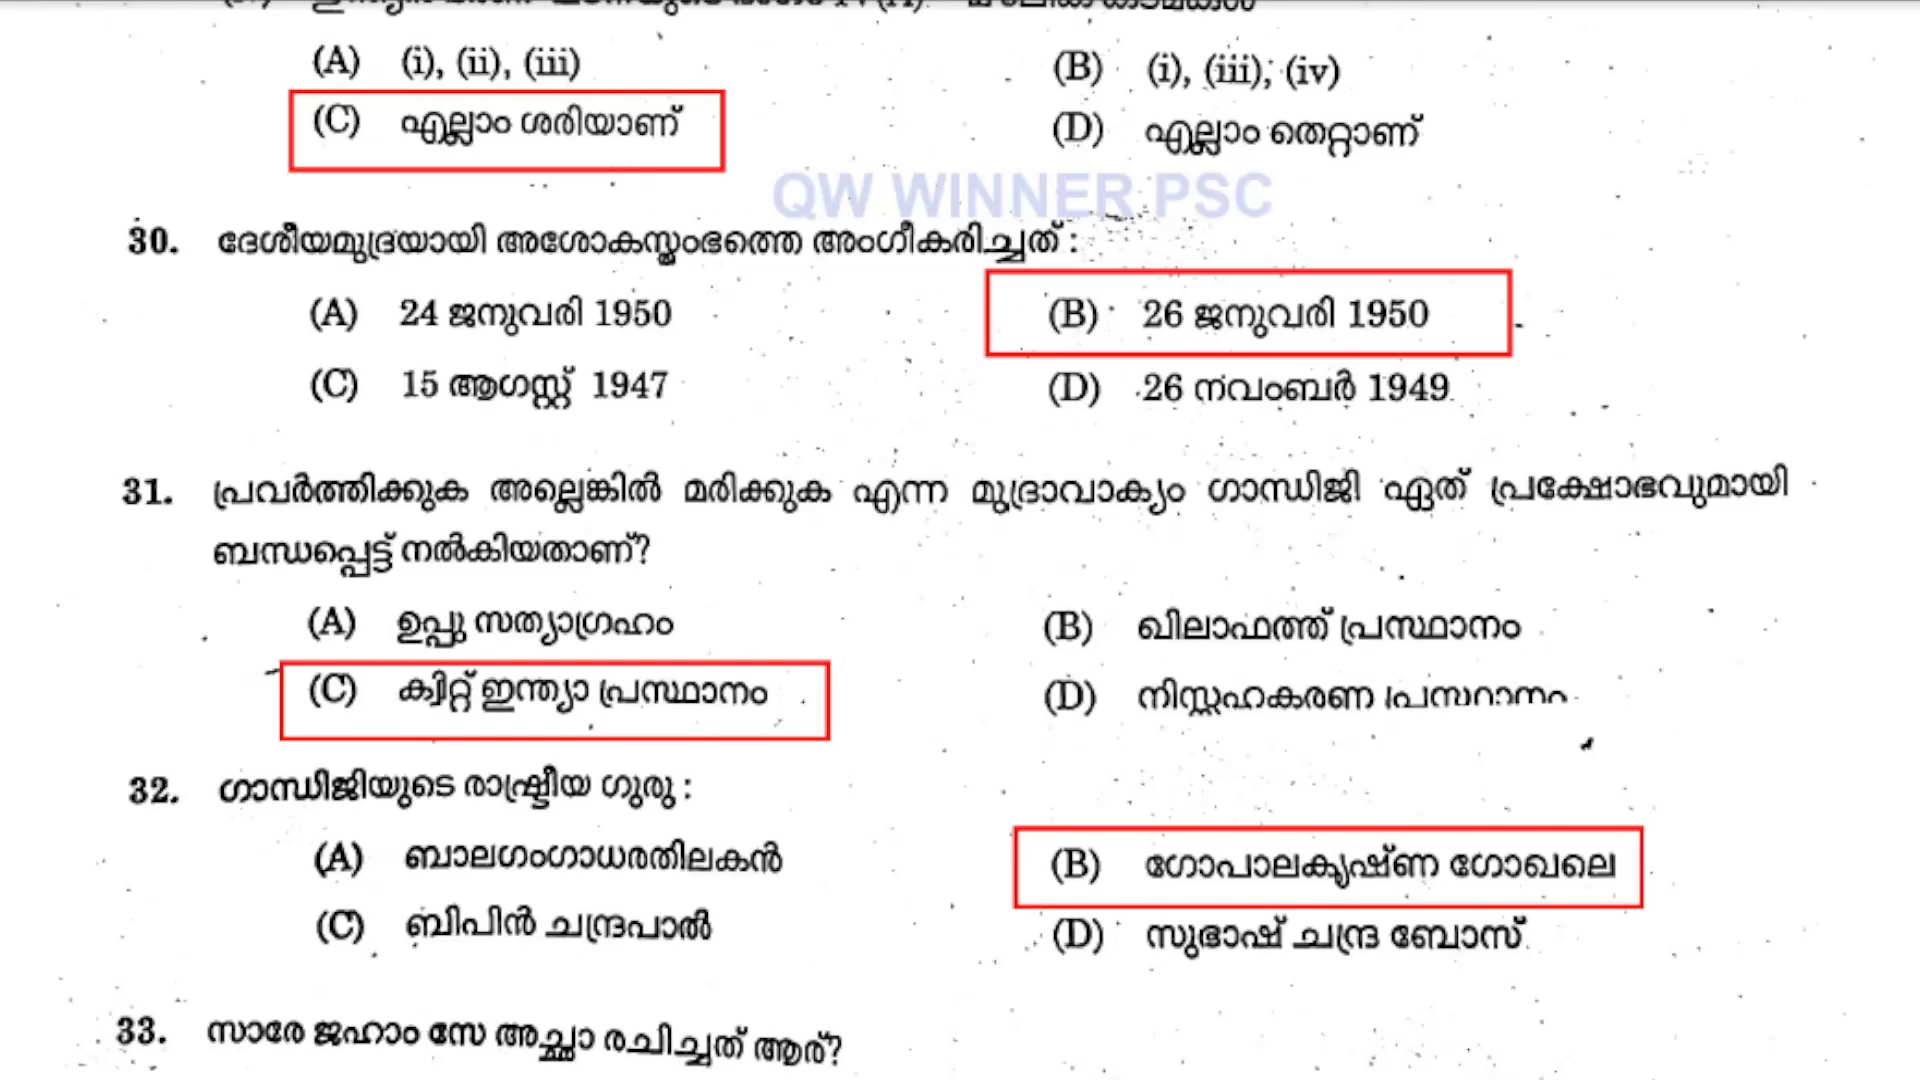 (A) (i), (ii), (iii) (B) (i), (iii), (iv)
(C) എല്ലാം ശരിയാണ് (D) എല്ലാം തെറ്റാണ്
QW WINNER PSC
30. ദേശീയമുദ്രയായി അശോകസ്തംഭത്തെ അംഗീകരിച്ചത് :
(A) 24 ജനുവരി 1950 (B) 26 ജനുവരി 1950
(C) 15 ആഗസ്റ്റ് 1947 (D) 26 നവംബർ 1949
31. പ്രവർത്തിക്കുക അല്ലെങ്കിൽ മരിക്കുക എന്ന മുദ്രാവാക്യം ഗാന്ധിജി ഏത് പ്രക്ഷോഭവുമായി
ബന്ധപ്പെട്ട് നൽകിയതാണ്?
(A) ഉപ്പു സത്യാഗ്രഹം (B) ഖിലാഫത്ത് പ്രസ്ഥാനം
(C) ക്വിറ്റ് ഇന്ത്യാ പ്രസ്ഥാനം (D) നിസ്സഹകരണ പ്രസ്ഥാനം
32. ഗാന്ധിജിയുടെ രാഷ്ട്രീയ ഗുരു :
(A) ബാലഗംഗാധരതിലകൻ (B) ഗോപാലകൃഷ്ണ ഗോഖലെ
(C) ബിപിൻ ചന്ദ്രപാൽ (D) സുഭാഷ് ചന്ദ്ര ബോസ്
33. സാരേ ജഹാം സേ അച്ഛാ രചിച്ചത് ആര്?